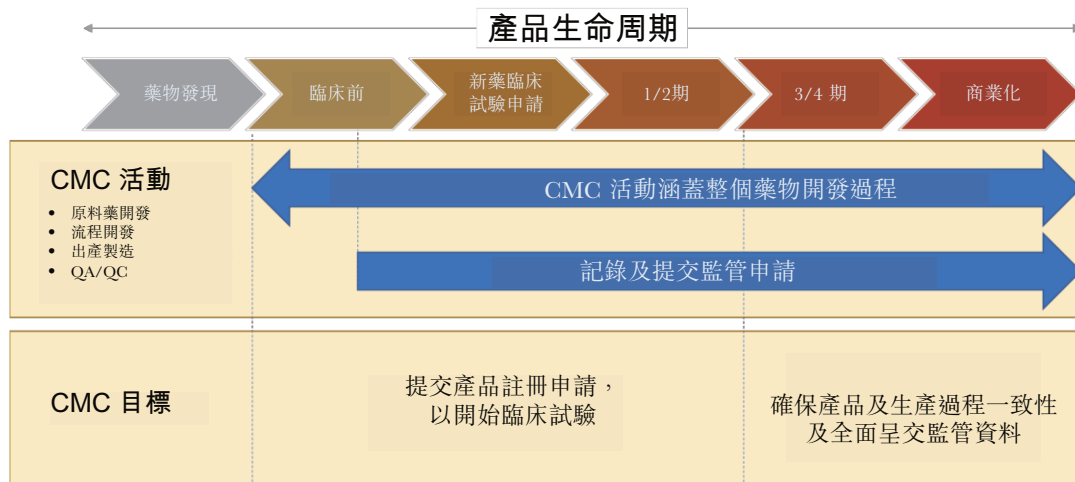 產品生命周期
藥物發現
臨床前
新藥臨床
試驗申請
1/2期
3/4 期
商業化
CMC 活動
• 原料藥開發
• 流程開發
• 出產製造
• QA/QC
CMC 活動涵蓋整個藥物開發過程
記錄及提交監管申請
CMC 目標
提交產品註冊申請，
以開始臨床試驗
確保產品及生產過程一致性
及全面呈交監管資料